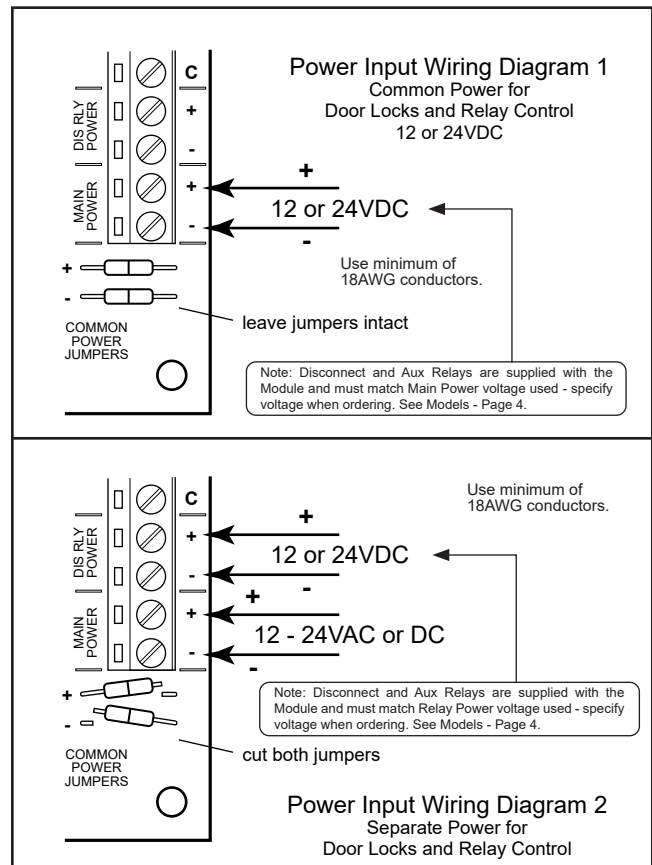 Power Input Wiring Diagram 1
Common Power for
Door Locks and Relay Control
12 or 24VDC
C
DIS RLY
POWER
+
-
MAIN
POWER
+
-
+
12 or 24VDC
-
Use minimum of
18AWG conductors.
+
-
leave jumpers intact
COMMON
POWER
JUMPERS
Note: Disconnect and Aux Relays are supplied with the
Module and must match Main Power voltage used - specify
voltage when ordering. See Models - Page 4.
C
Use minimum of
18AWG conductors.
DIS RLY
POWER
+
-
+
12 or 24VDC
-
MAIN
POWER
+
-
+
12 - 24VAC or DC
-
Note: Disconnect and Aux Relays are supplied with the
Module and must match Relay Power voltage used - specify
voltage when ordering. See Models - Page 4.
+
-
cut both jumpers
COMMON
POWER
JUMPERS
Power Input Wiring Diagram 2
Separate Power for
Door Locks and Relay Control